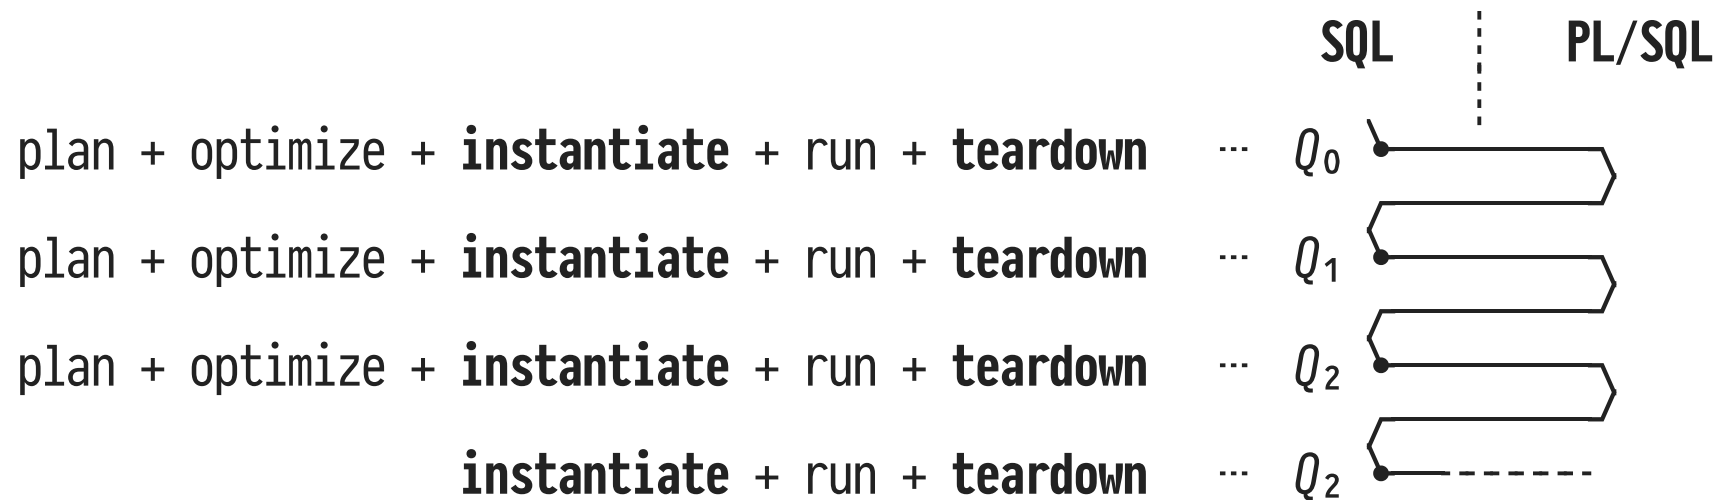 SQL PL/SQL
plan + optimize + instantiate + run + teardown ··· Q₀
plan + optimize + instantiate + run + teardown ··· Q₁
plan + optimize + instantiate + run + teardown ··· Q₂
instantiate + run + teardown ··· Q₂